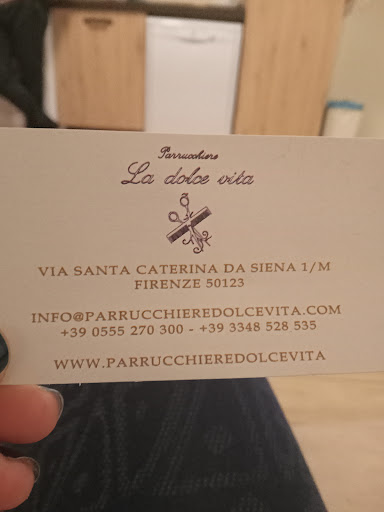 Parrucchiere
La dolce vita
VIA SANTA CATERINA DA SIENA 1/M
FIRENZE 50123
INFO@PARRUCCHIEREDOLCEVITA.COM
+39 0555 270 300 - +39 3348 528 535
WWW.PARRUCCHIEREDOLCEVITA